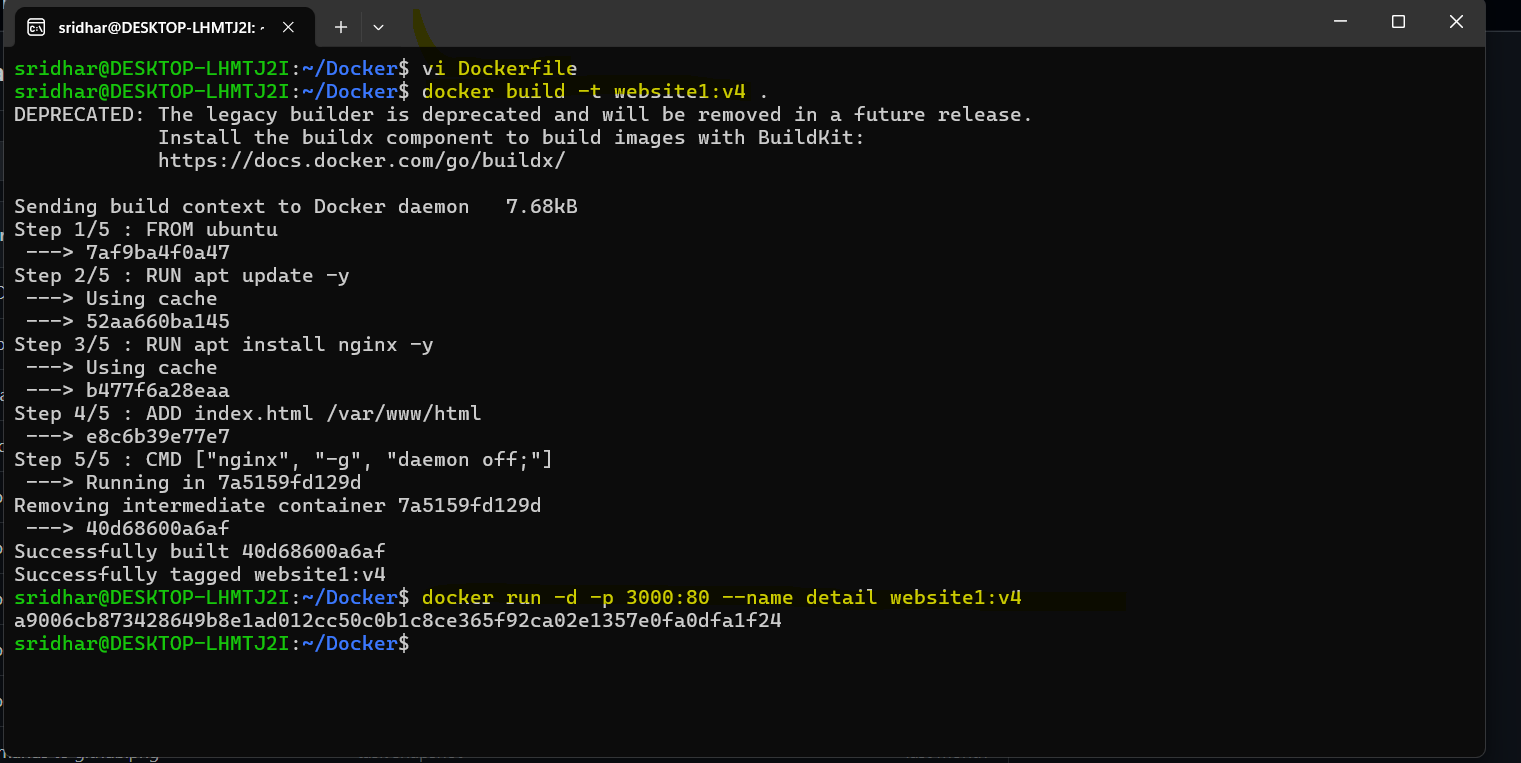 sridhar@DESKTOP-LHMTJ2I: ~
sridhar@DESKTOP-LHMTJ2I:~/Docker$ vi Dockerfile
sridhar@DESKTOP-LHMTJ2I:~/Docker$ docker build -t website1:v4 .
DEPRECATED: The legacy builder is deprecated and will be removed in a future release.
Install the buildx component to build images with BuildKit:
https://docs.docker.com/go/buildx/
Sending build context to Docker daemon 7.68kB
Step 1/5 : FROM ubuntu
---> 7af9ba4f0a47
Step 2/5 : RUN apt update -y
---> Using cache
---> 52aa660ba145
Step 3/5 : RUN apt install nginx -y
---> Using cache
---> b477f6a28eaa
Step 4/5 : ADD index.html /var/www/html
---> e8c6b39e77e7
Step 5/5 : CMD ["nginx", "-g", "daemon off;"]
---> Running in 7a5159fd129d
Removing intermediate container 7a5159fd129d
---> 40d68600a6af
Successfully built 40d68600a6af
Successfully tagged website1:v4
sridhar@DESKTOP-LHMTJ2I:~/Docker$ docker run -d -p 3000:80 --name detail website1:v4
a9006cb873428649b8e1ad012cc50c0b1c8ce365f92ca02e1357e0fa0dfa1f24
sridhar@DESKTOP-LHMTJ2I:~/Docker$